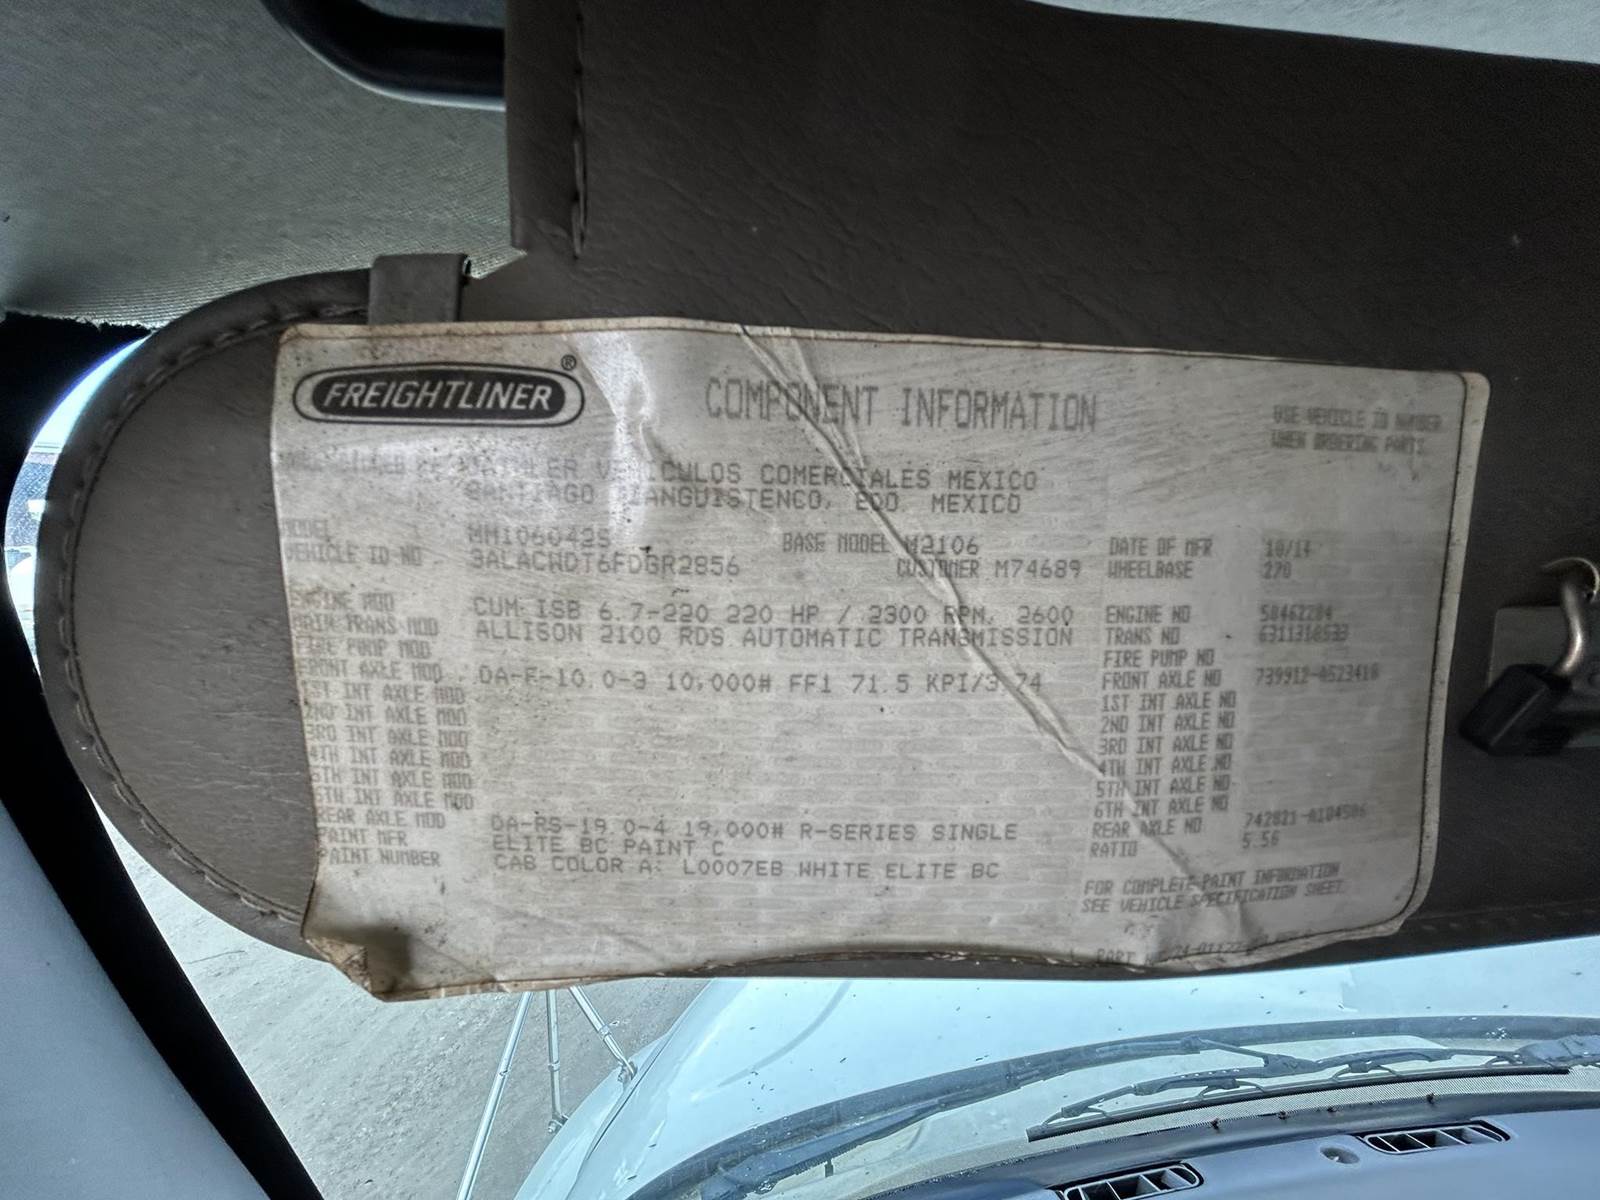 FREIGHTLINER®
COMPONENT INFORMATION
USE VEHICLE ID NUMBER
WHEN ORDERING PARTS
DAIMLER VEHICULOS COMERCIALES MEXICO
SANTIAGO TIANGUISTENCO, EDO. MEXICO
MODEL MM106042S BASE MODEL M2106 DATE OF MFR 10/14
VEHICLE ID NO 3ALACWDT6FDGR2856 CUSTOMER M74689 WHEELBASE 270
ENGINE MOD CUM ISB 6.7-220 220 HP / 2300 RPM, 2600 ENGINE NO
MAIN TRANS MOD ALLISON 2100 RDS AUTOMATIC TRANSMISSION TRANS NO
FIRE PUMP MOD FIRE PUMP NO
FRONT AXLE MOD DA-F-10.0-3 10,000# FF1 71.5 KPI/3.74 FRONT AXLE NO
1ST INT AXLE MOD 1ST INT AXLE NO
2ND INT AXLE MOD 2ND INT AXLE NO
3RD INT AXLE MOD 3RD INT AXLE NO
4TH INT AXLE MOD 4TH INT AXLE NO
5TH INT AXLE MOD 5TH INT AXLE NO
6TH INT AXLE MOD 6TH INT AXLE NO
REAR AXLE MOD DA-RS-19.0-4 19,000# R-SERIES SINGLE REAR AXLE NO
PAINT MFR ELITE BC PAINT C RATIO 5.56
PAINT NUMBER CAB COLOR A: L0007EB WHITE ELITE BC
FOR COMPLETE PAINT INFORMATION
SEE VEHICLE SPECIFICATION SHEET
PART